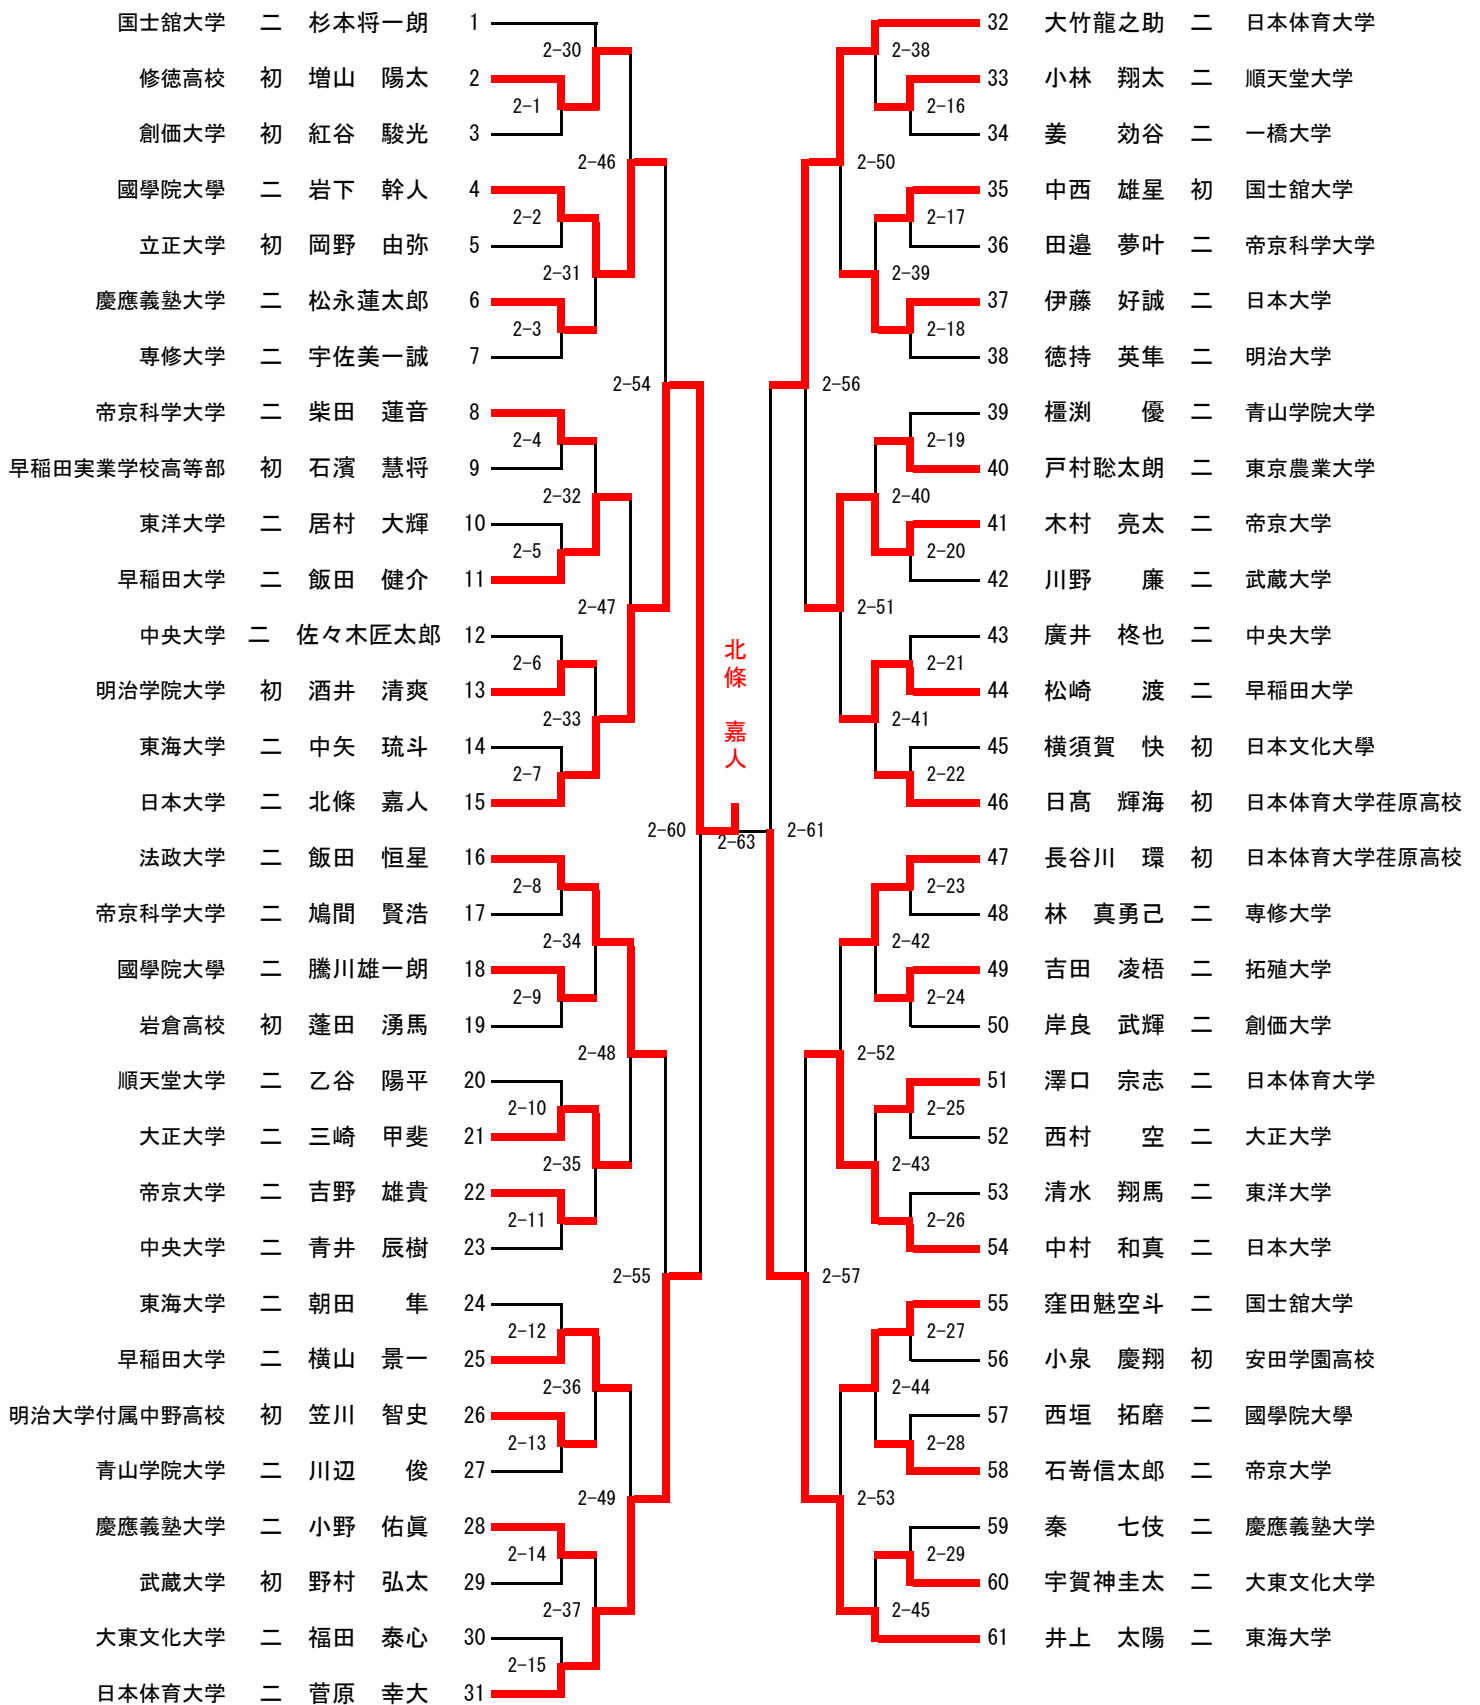 国士舘大学 二 杉本将一朗 1
2-30
修徳高校 初 増山 陽太 2
2-1
創価大学 初 紅谷 駿光 3
2-46
國學院大學 二 岩下 幹人 4
2-2
立正大学 初 岡野 由弥 5
2-31
慶應義塾大学 二 松永蓮太郎 6
2-3
専修大学 二 宇佐美一誠 7
2-54
帝京科学大学 二 柴田 蓮音 8
2-4
早稲田実業学校高等部 初 石濱 慧将 9
2-32
東洋大学 二 居村 大輝 10
2-5
早稲田大学 二 飯田 健介 11
2-47
中央大学 二 佐々木匠太郎 12
2-6
明治学院大学 初 酒井 清爽 13
2-33
東海大学 二 中矢 琉斗 14
2-7
日本大学 二 北條 嘉人 15
2-60
法政大学 二 飯田 恒星 16
2-8
帝京科学大学 二 鳩間 賢浩 17
2-34
國學院大學 二 騰川雄一朗 18
2-9
岩倉高校 初 蓬田 湧馬 19
2-48
順天堂大学 二 乙谷 陽平 20
2-10
大正大学 二 三崎 甲斐 21
2-35
帝京大学 二 吉野 雄貴 22
2-11
中央大学 二 青井 辰樹 23
2-55
東海大学 二 朝田 隼 24
2-12
早稲田大学 二 横山 景一 25
2-36
明治大学付属中野高校 初 笠川 智史 26
2-13
青山学院大学 二 川辺 俊 27
2-49
慶應義塾大学 二 小野 佑眞 28
2-14
武蔵大学 初 野村 弘太 29
2-37
大東文化大学 二 福田 泰心 30
2-15
日本体育大学 二 菅原 幸大 31
北條 嘉人
2-63
32 大竹龍之助 二 日本体育大学
2-38
33 小林 翔太 二 順天堂大学
2-16
34 姜 効谷 二 一橋大学
2-50
35 中西 雄星 初 国士舘大学
2-17
36 田邉 夢叶 二 帝京科学大学
2-39
37 伊藤 好誠 二 日本大学
2-18
38 徳持 英隼 二 明治大学
2-56
39 橿渕 優 二 青山学院大学
2-19
40 戸村聡太朗 二 東京農業大学
2-40
41 木村 亮太 二 帝京大学
2-20
42 川野 廉 二 武蔵大学
2-51
43 廣井 柊也 二 中央大学
2-21
44 松崎 渡 二 早稲田大学
2-41
45 横須賀 快 初 日本文化大學
2-22
46 日髙 輝海 初 日本体育大学荏原高校
2-61
47 長谷川 環 初 日本体育大学荏原高校
2-23
48 林 真勇己 二 専修大学
2-42
49 吉田 凌梧 二 拓殖大学
2-24
50 岸良 武輝 二 創価大学
2-52
51 澤口 宗志 二 日本体育大学
2-25
52 西村 空 二 大正大学
2-43
53 清水 翔馬 二 東洋大学
2-26
54 中村 和真 二 日本大学
2-57
55 窪田魅空斗 二 国士舘大学
2-27
56 小泉 慶翔 初 安田学園高校
2-44
57 西垣 拓磨 二 國學院大學
2-28
58 石嵜信太郎 二 帝京大学
2-53
59 秦 七伎 二 慶應義塾大学
2-29
60 宇賀神圭太 二 大東文化大学
2-45
61 井上 太陽 二 東海大学